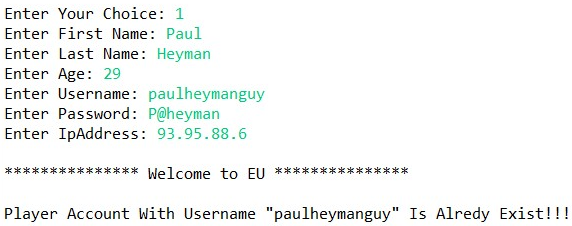 Enter Your Choice: 1
Enter First Name: Paul
Enter Last Name: Heyman
Enter Age: 29
Enter Username: paulheymanguy
Enter Password: P@heyman
Enter IpAddress: 93.95.88.6
*************** Welcome to EU ***************
Player Account With Username "paulheymanguy" Is Alredy Exist!!!